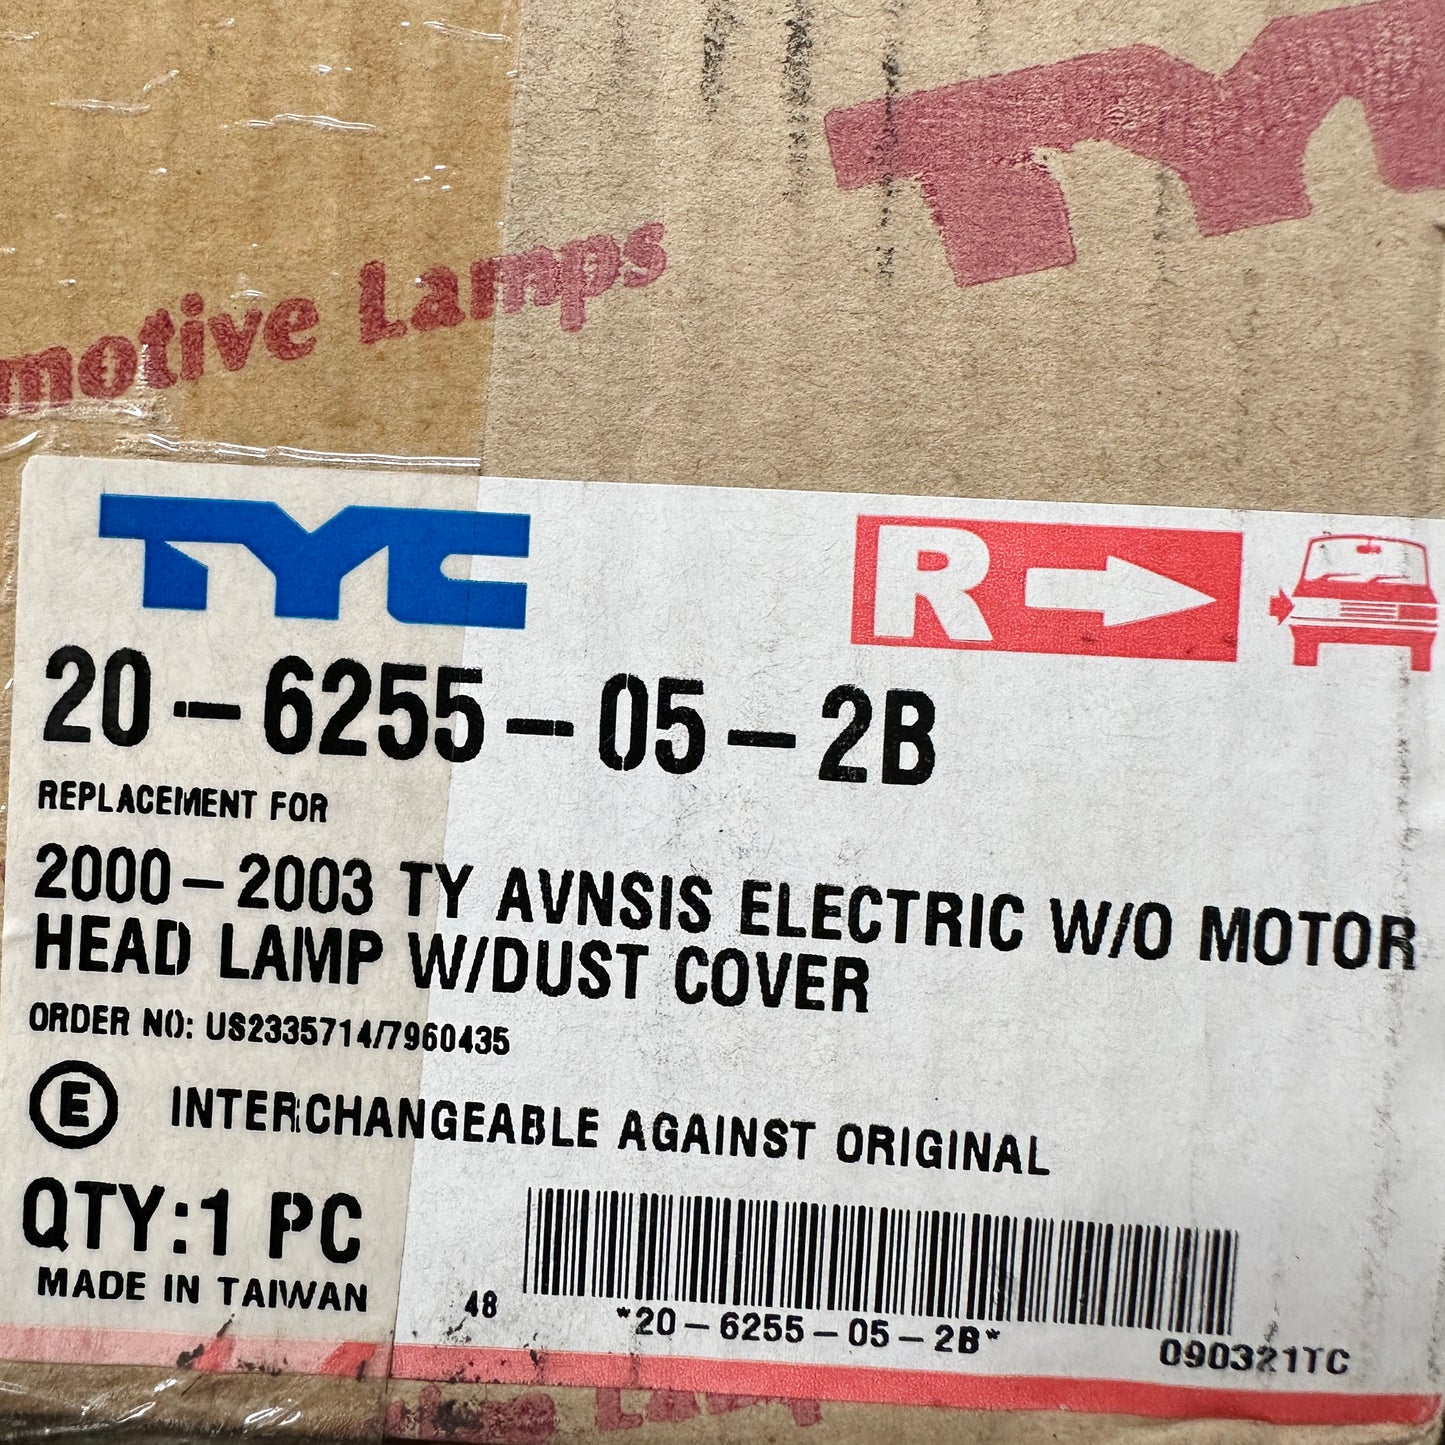 TYC
motive Lamps
TYC
R
20-6255-05-2B
REPLACEMENT FOR
2000-2003 TY AVNSIS ELECTRIC W/O MOTOR
HEAD LAMP W/DUST COVER
ORDER NO: US2335714/7960435
E INTERCHANGEABLE AGAINST ORIGINAL
QTY:1 PC
MADE IN TAIWAN
48
*20-6255-05-2B*
090321TC